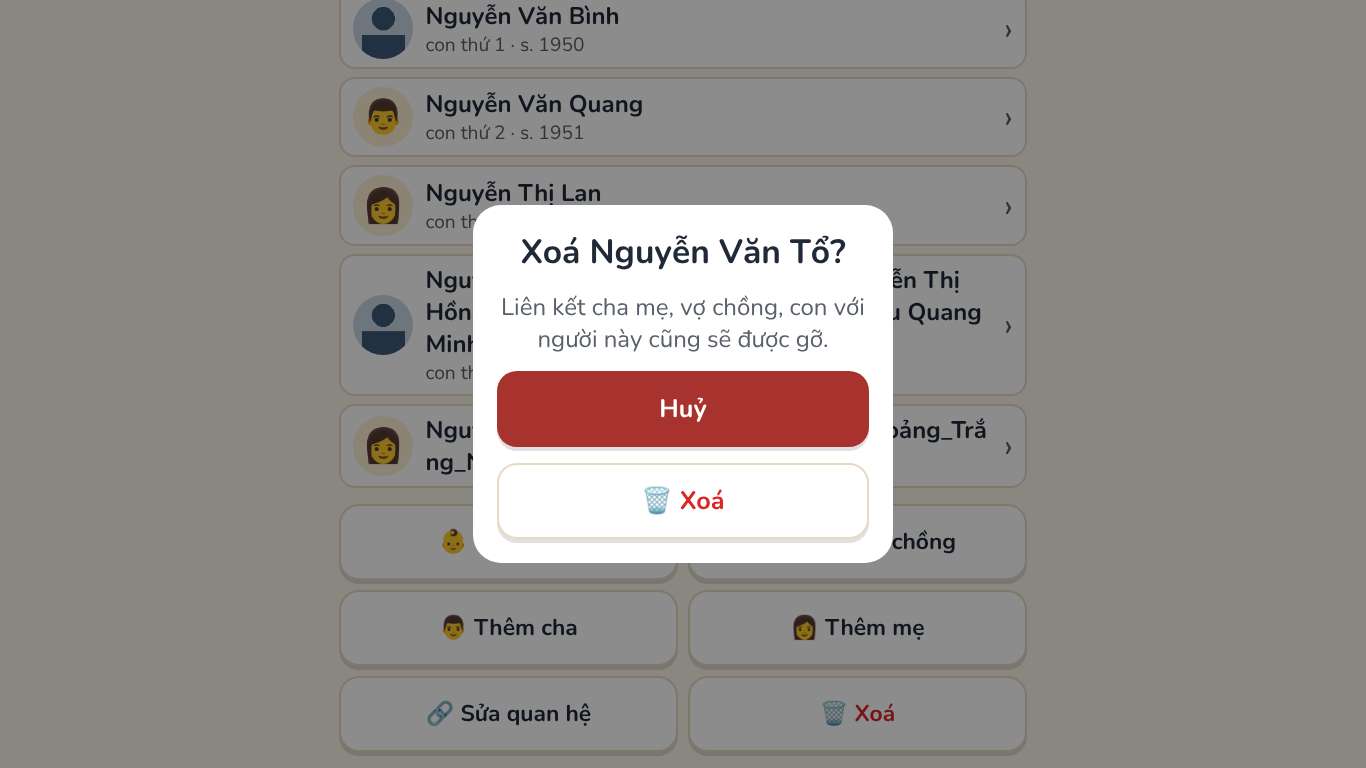 Nguyễn Văn Bình
con thứ 1 · s. 1950
›
Nguyễn Văn Quang
con thứ 2 · s. 1951
›
Nguyễn Thị Lan
›
Xoá Nguyễn Văn Tổ?
Liên kết cha mẹ, vợ chồng, con với
người này cũng sẽ được gỡ.
Huỷ
🗑️ Xoá
Thị
Quang
›
›
chồng
👨 Thêm cha
👩 Thêm mẹ
🔗 Sửa quan hệ
🗑️ Xoá